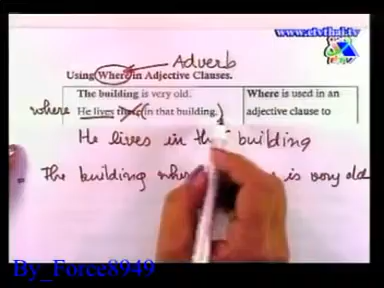 www.etvthai.tv
Adverb
Using Where in Adjective Clauses.
The building is very old.
Where is used in an
where He lives there (in that building.)
adjective clause to
He lives in that building
= The building is very old
By_Force8949